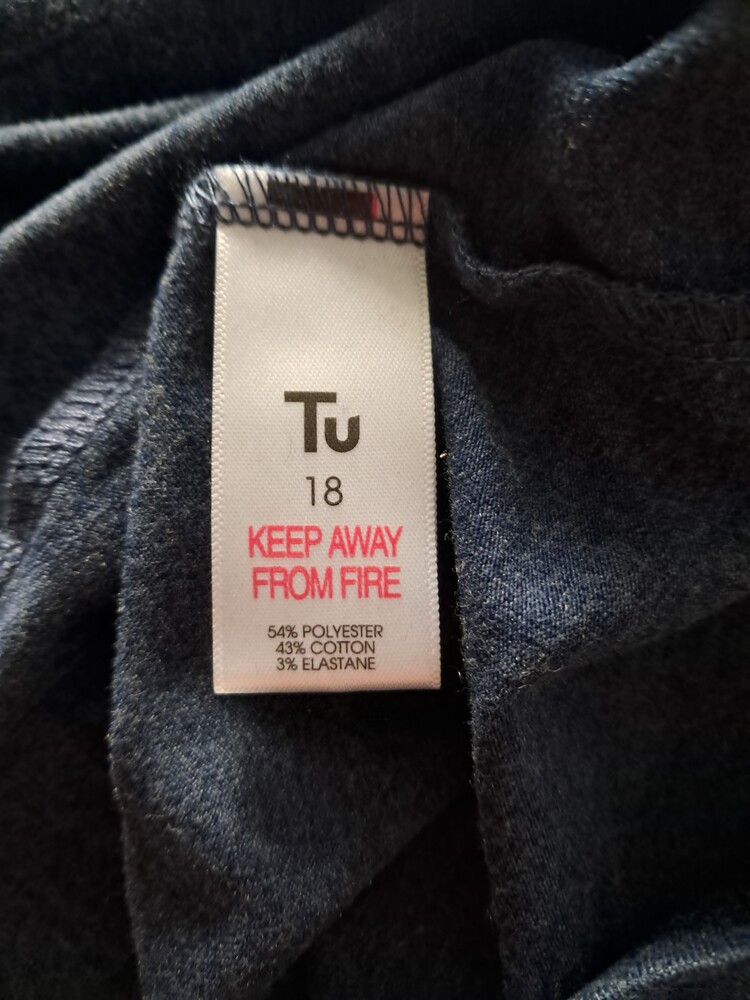 Tu
18
KEEP AWAY
FROM FIRE
54% POLYESTER
43% COTTON
3% ELASTANE